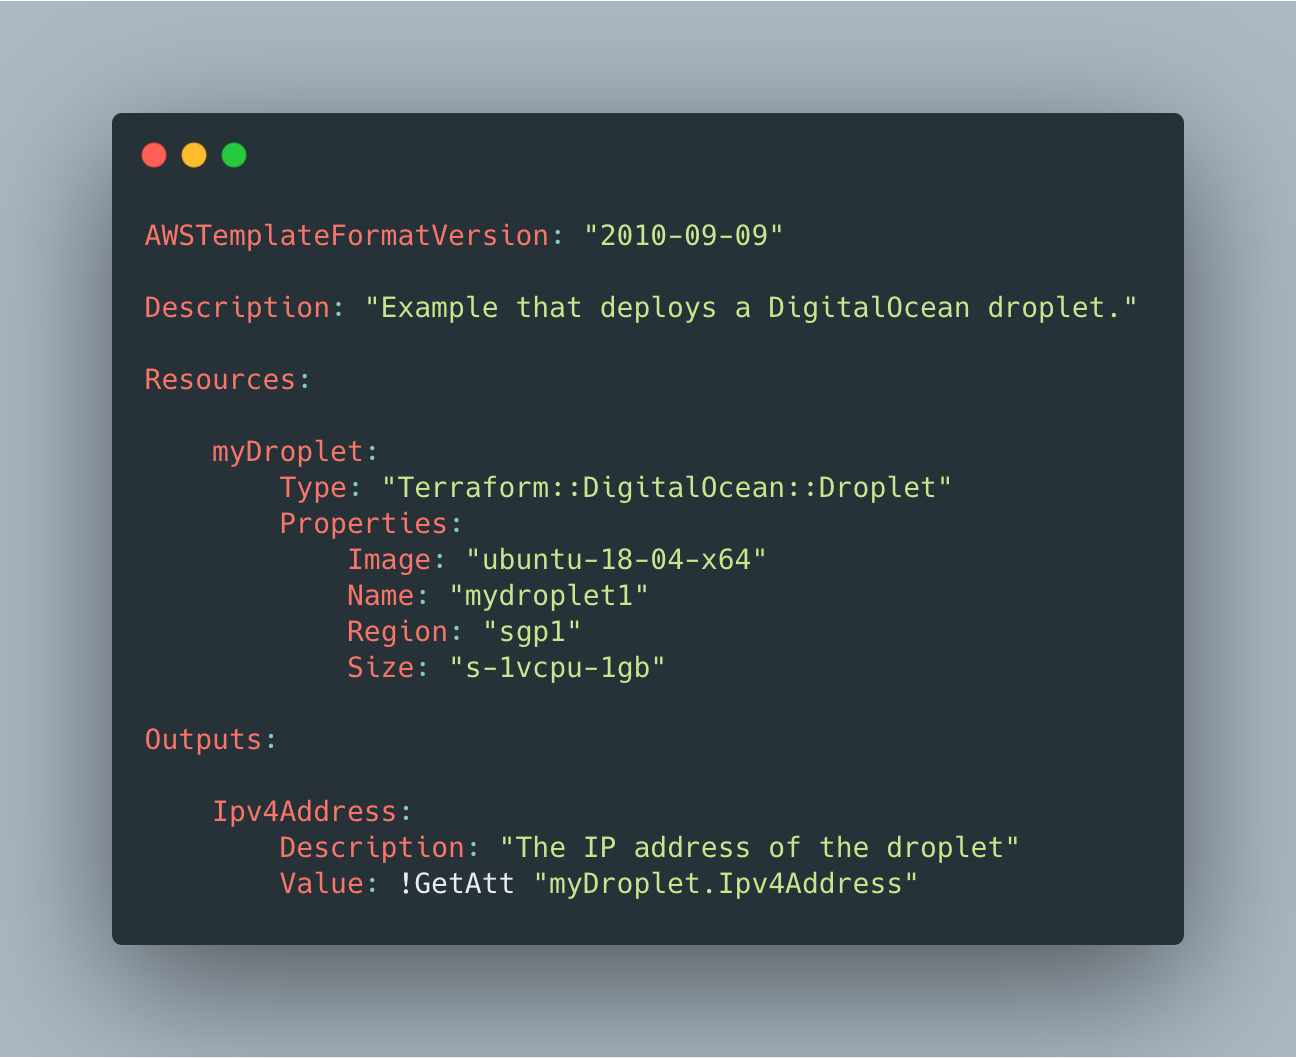 AWSTemplateFormatVersion: "2010-09-09"
Description: "Example that deploys a DigitalOcean droplet."
Resources:
myDroplet:
Type: "Terraform::DigitalOcean::Droplet"
Properties:
Image: "ubuntu-18-04-x64"
Name: "mydroplet1"
Region: "sgp1"
Size: "s-1vcpu-1gb"
Outputs:
Ipv4Address:
Description: "The IP address of the droplet"
Value: !GetAtt "myDroplet.Ipv4Address"